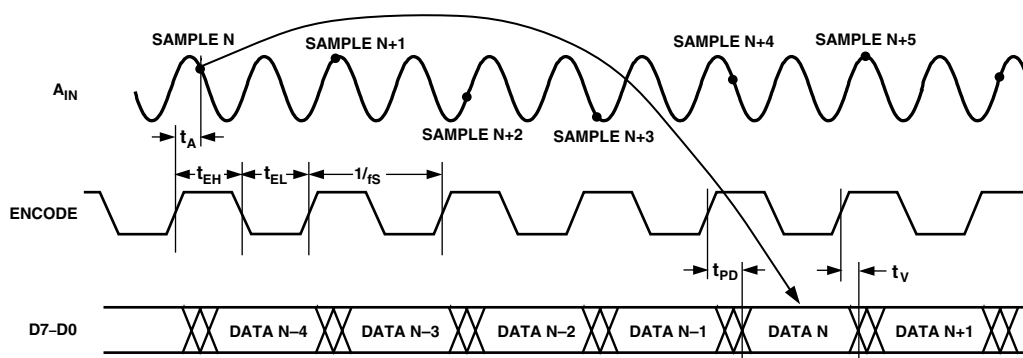 SAMPLE N
SAMPLE N+1
SAMPLE N+4
SAMPLE N+5
AIN
SAMPLE N+2
SAMPLE N+3
tA
tEH
tEL
1/fS
ENCODE
tPD
tV
D7–D0
DATA N–4
DATA N–3
DATA N–2
DATA N–1
DATA N
DATA N+1